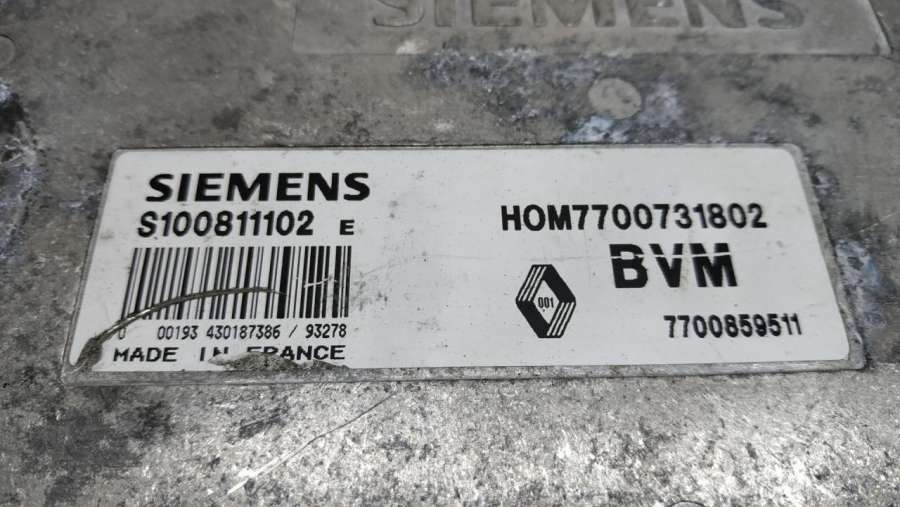 SIEMENS
SIEMENS
S100811102 E
0 00193 430187386 / 93278
MADE IN FRANCE
HOM7700731802
BVM
001
7700859511